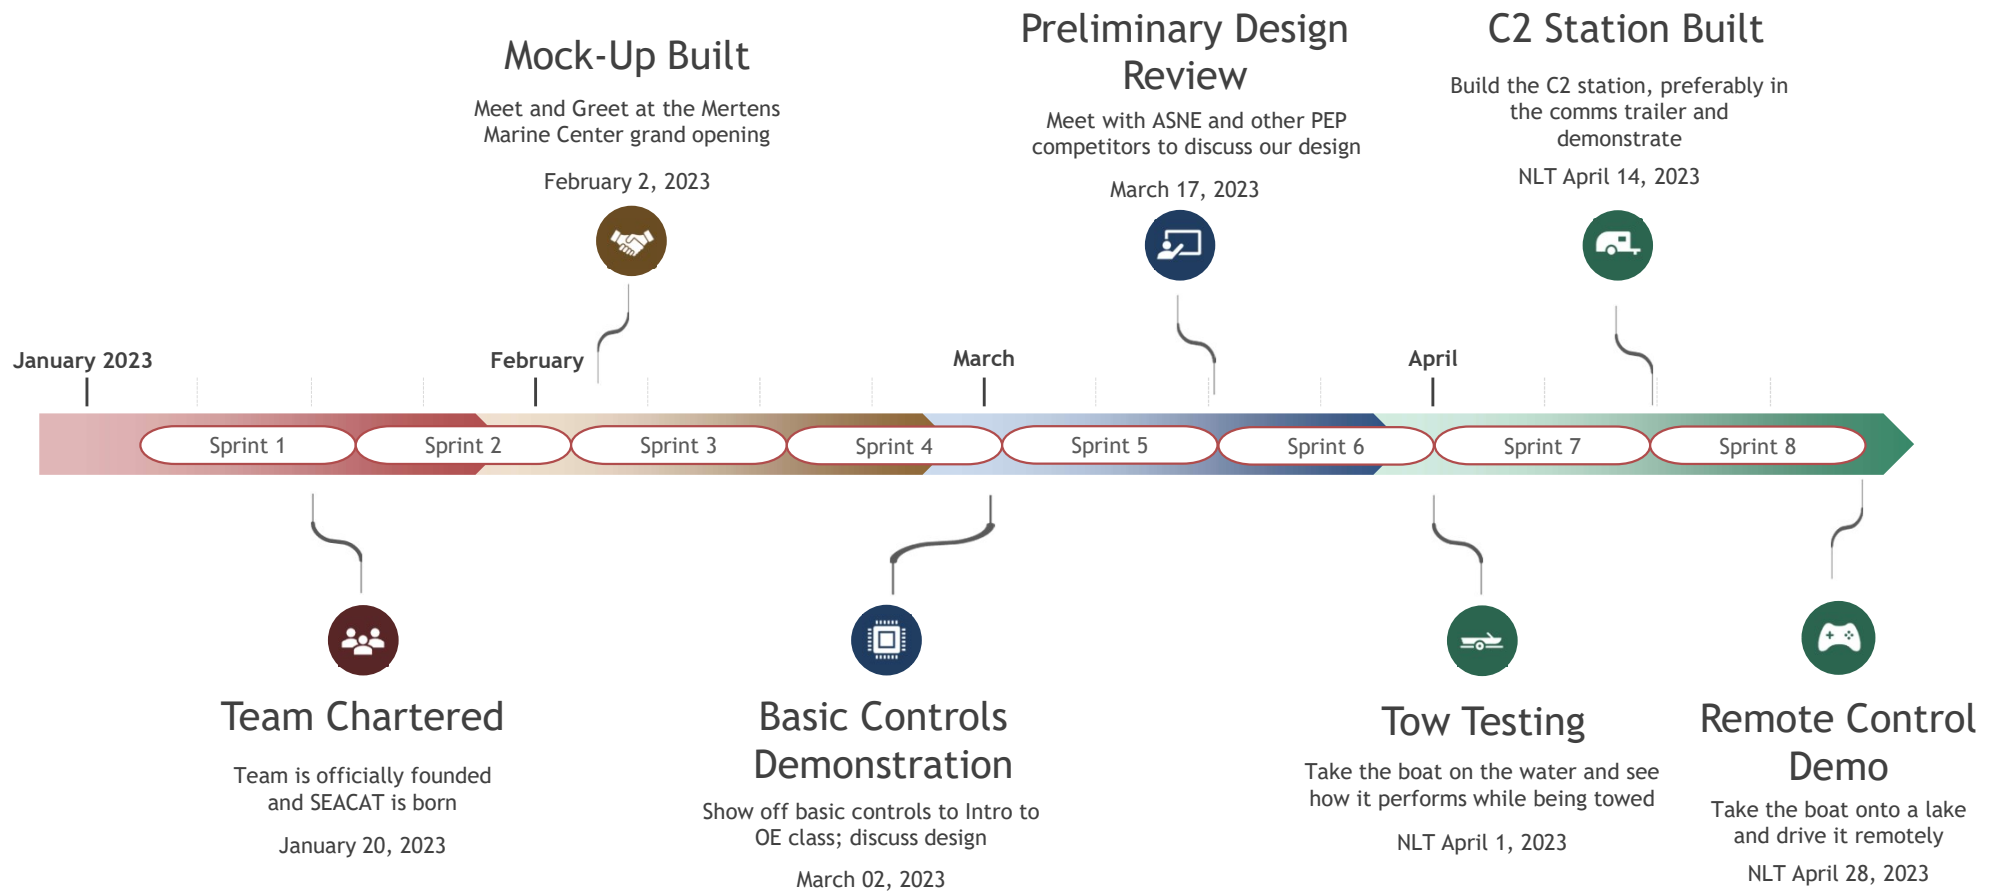 Mock-Up Built
Meet and Greet at the Mertens
Marine Center grand opening
February 2, 2023
Preliminary Design
Review
Meet with ASNE and other PEP
competitors to discuss our design
March 17, 2023
C2 Station Built
Build the C2 station, preferably in
the comms trailer and
demonstrate
NLT April 14, 2023
January 2023
February
March
April
Sprint 1
Sprint 2
Sprint 3
Sprint 4
Sprint 5
Sprint 6
Sprint 7
Sprint 8
Team Chartered
Team is officially founded
and SEACAT is born
January 20, 2023
Basic Controls
Demonstration
Show off basic controls to Intro to
OE class; discuss design
March 02, 2023
Tow Testing
Take the boat on the water and see
how it performs while being towed
NLT April 1, 2023
Remote Control
Demo
Take the boat onto a lake
and drive it remotely
NLT April 28, 2023